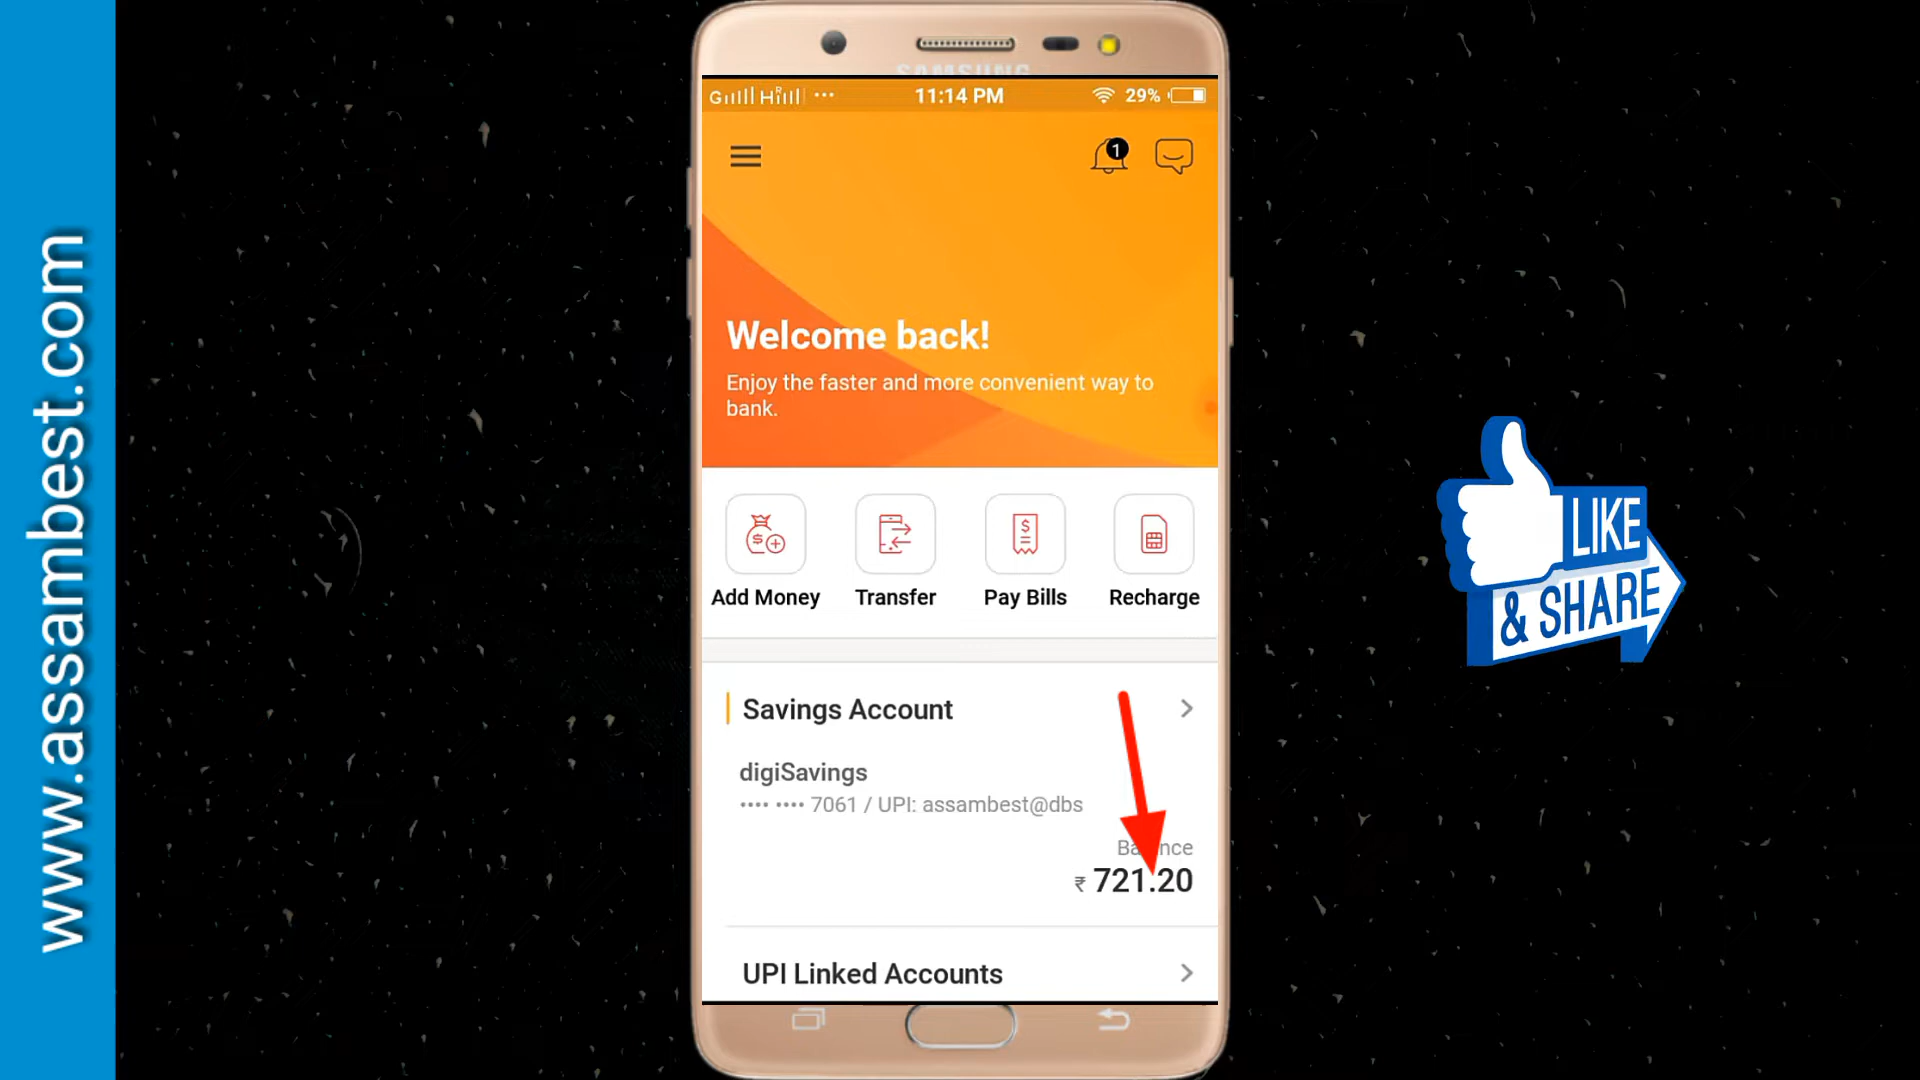 www.assambest.com
SAMSUNG
11:14 PM
29%
1
Welcome back!
Enjoy the faster and more convenient way to
bank.
Add Money
Transfer
Pay Bills
Recharge
Savings Account
digiSavings
•••• •••• 7061 / UPI: assambest@dbs
₹ 721.20
UPI Linked Accounts
LIKE
& SHARE